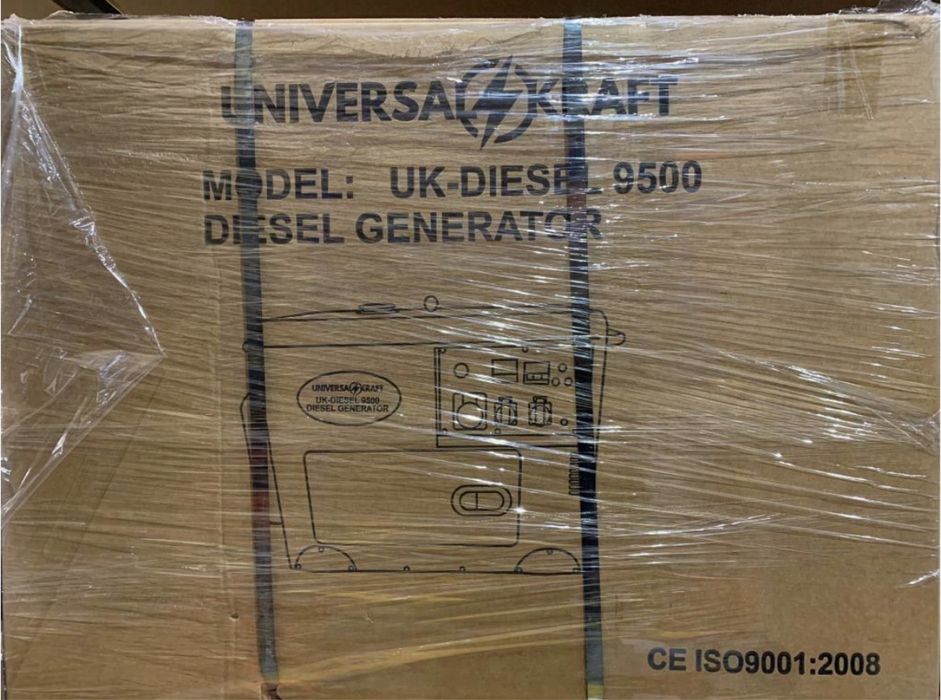 UNIVERSAL KRAFT
MODEL: UK-DIESEL 9500
DIESEL GENERATOR
UNIVERSAL KRAFT
UK-DIESEL 9500
DIESEL GENERATOR
CE ISO9001:2008